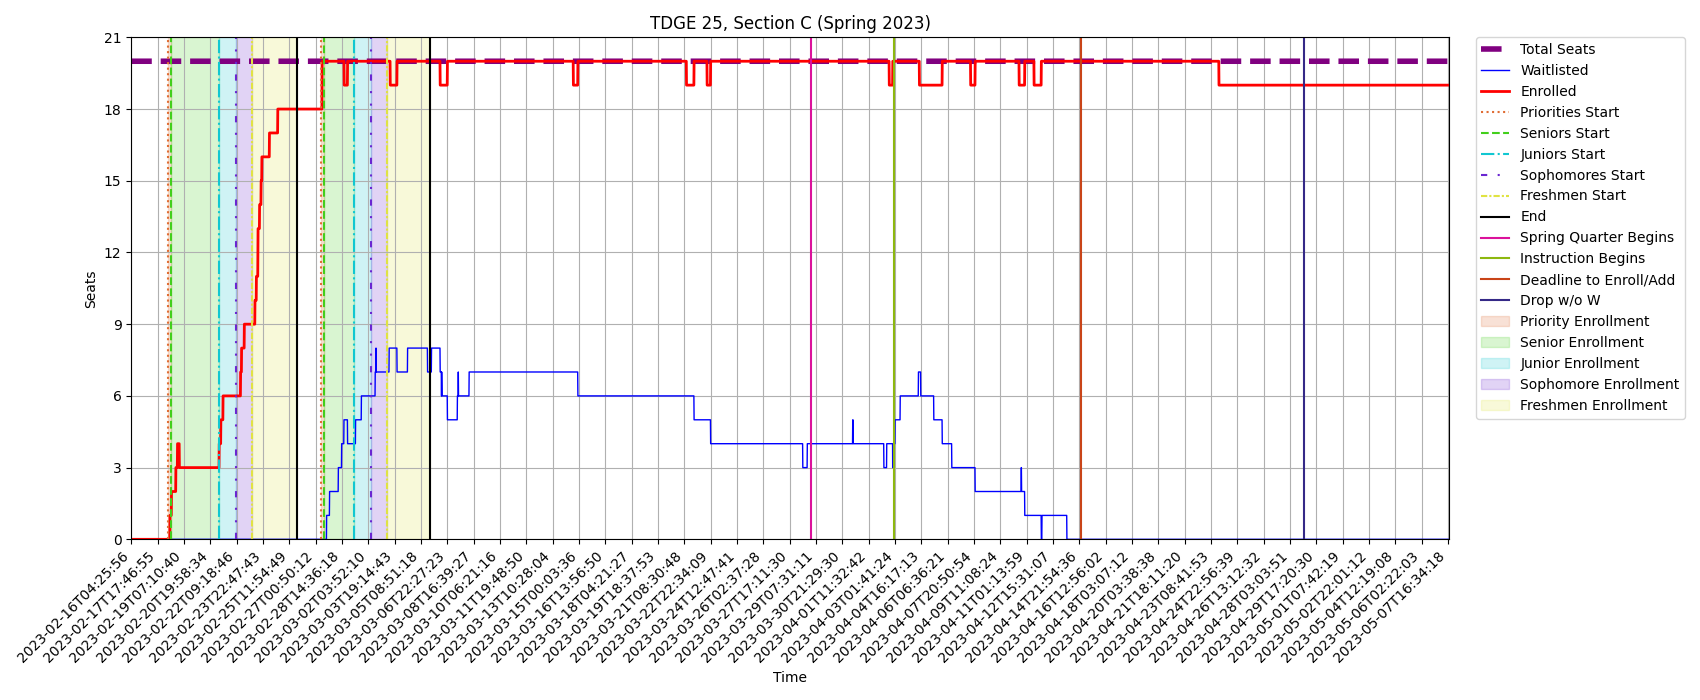 TDGE 25, Section C (Spring 2023)
21
18
15
12
9
6
3
0
Seats
2023-02-16T04:25:56
2023-02-17T17:46:55
2023-02-19T07:10:40
2023-02-20T19:58:34
2023-02-22T09:18:46
2023-02-23T22:47:43
2023-02-25T11:54:49
2023-02-27T00:50:12
2023-02-28T14:36:18
2023-03-02T03:52:10
2023-03-03T19:14:43
2023-03-05T08:51:18
2023-03-06T22:27:23
2023-03-08T16:39:27
2023-03-10T06:21:16
2023-03-11T19:48:50
2023-03-13T10:28:04
2023-03-15T00:03:36
2023-03-16T13:56:50
2023-03-18T04:21:27
2023-03-19T18:37:53
2023-03-21T08:30:48
2023-03-22T22:34:09
2023-03-24T12:47:41
2023-03-26T02:37:28
2023-03-27T17:11:30
2023-03-29T07:31:11
2023-03-30T21:29:30
2023-04-01T11:32:42
2023-04-03T01:41:24
2023-04-04T16:17:13
2023-04-06T06:36:21
2023-04-07T20:50:54
2023-04-09T11:08:24
2023-04-11T01:13:59
2023-04-12T15:31:07
2023-04-14T21:54:36
2023-04-16T12:56:02
2023-04-18T03:07:12
2023-04-20T03:38:38
2023-04-21T18:11:20
2023-04-23T08:41:53
2023-04-24T22:56:39
2023-04-26T13:12:32
2023-04-28T03:03:51
2023-04-29T17:20:30
2023-05-01T07:42:19
2023-05-02T22:01:12
2023-05-04T12:19:08
2023-05-06T02:22:03
2023-05-07T16:34:18
Time
Total Seats
Waitlisted
Enrolled
Priorities Start
Seniors Start
Juniors Start
Sophomores Start
Freshmen Start
End
Spring Quarter Begins
Instruction Begins
Deadline to Enroll/Add
Drop w/o W
Priority Enrollment
Senior Enrollment
Junior Enrollment
Sophomore Enrollment
Freshmen Enrollment